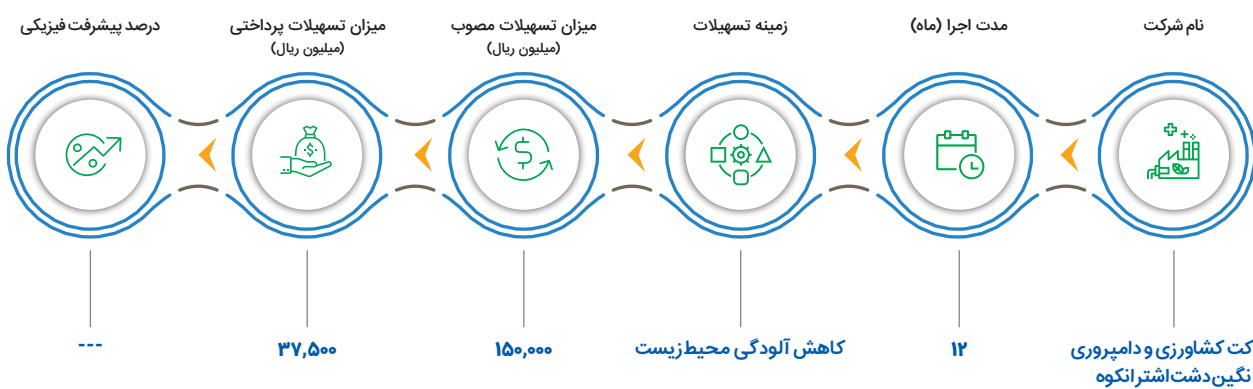 نام شرکت
مدت اجرا (ماه)
زمینه تسهیلات
میزان تسهیلات مصوب
(میلیون ریال)
میزان تسهیلات پرداختی
(میلیون ریال)
درصد پیشرفت فیزیکی
کت کشاورزی و دامپروری
نگین دشت اشترانکوه
۱۲
کاهش آلودگی محیط‌زیست
۱۵۰,۰۰۰
۳۷,۵۰۰
---